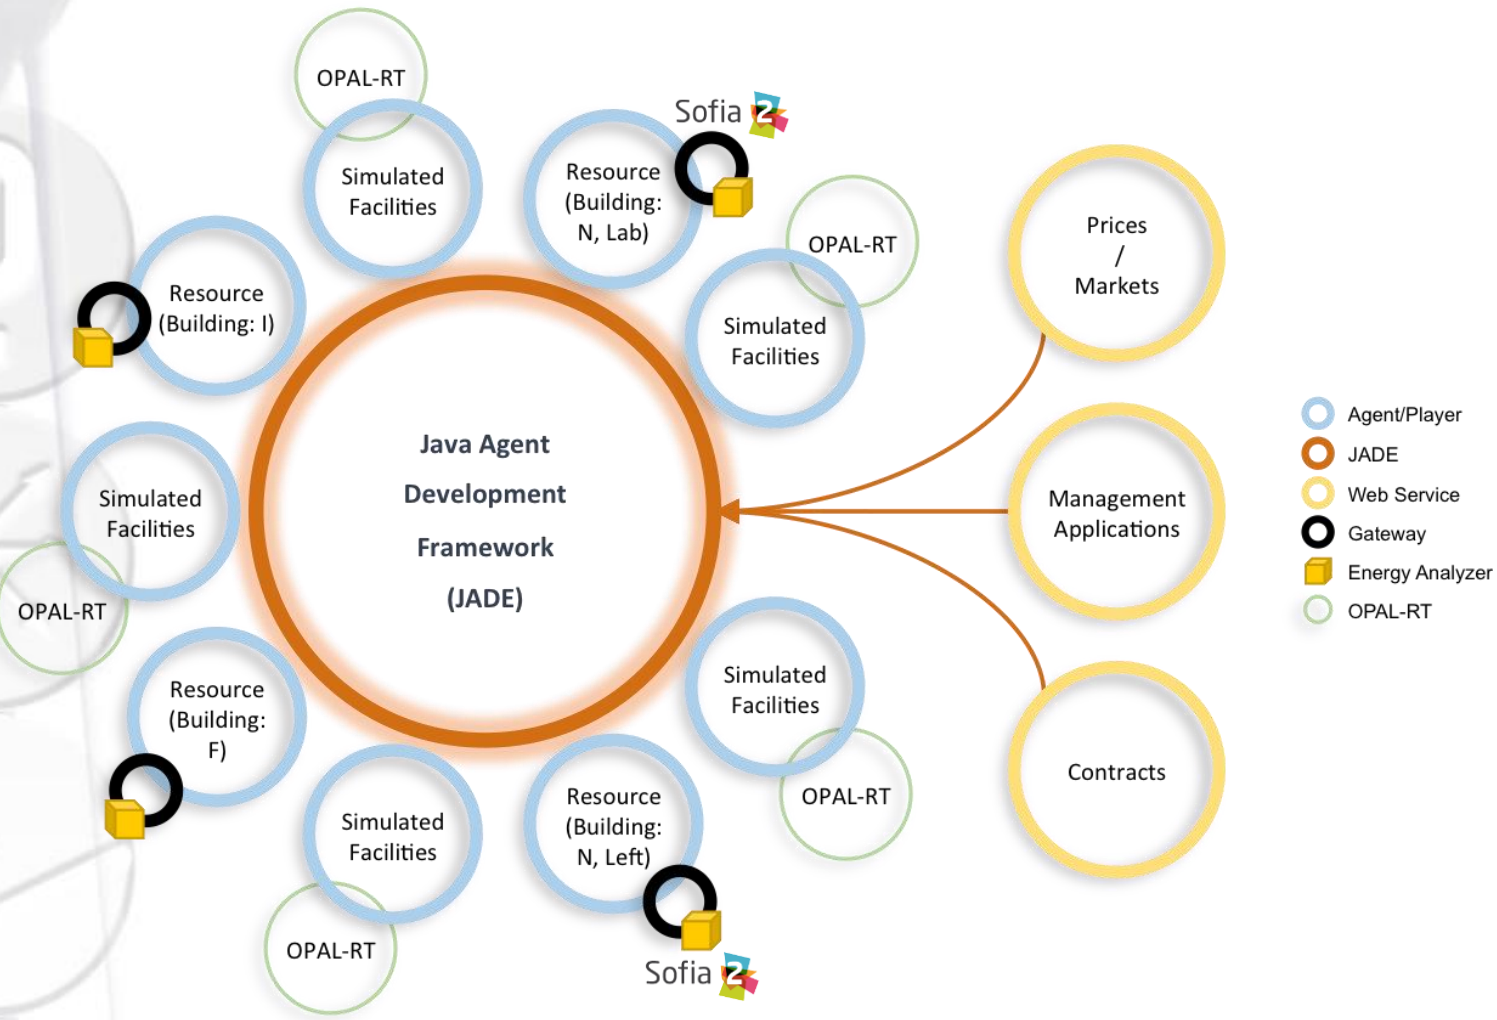 OPAL-RT
Simulated
Facilities
Sofia 2
Resource
(Building:
N, Lab)
OPAL-RT
Simulated
Facilities
Resource
(Building: I)
Simulated
Facilities
OPAL-RT
Resource
(Building:
F)
Simulated
Facilities
OPAL-RT
Resource
(Building:
N, Left)
Sofia 2
Simulated
Facilities
OPAL-RT
Java Agent
Development
Framework
(JADE)
Prices
/
Markets
Management
Applications
Contracts
Agent/Player
JADE
Web Service
Gateway
Energy Analyzer
OPAL-RT